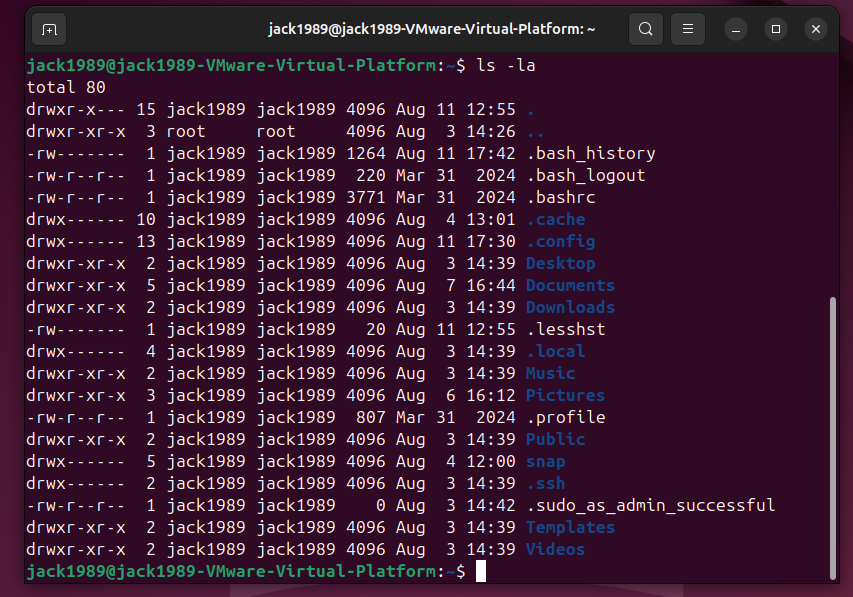 jack1989@jack1989-VMware-Virtual-Platform: ~
jack1989@jack1989-VMware-Virtual-Platform:~$ ls -la
total 80
drwxr-x--- 15 jack1989 jack1989 4096 Aug 11 12:55 .
drwxr-xr-x  3 root     root     4096 Aug  3 14:26 ..
-rw-------  1 jack1989 jack1989 1264 Aug 11 17:42 .bash_history
-rw-r--r--  1 jack1989 jack1989  220 Mar 31  2024 .bash_logout
-rw-r--r--  1 jack1989 jack1989 3771 Mar 31  2024 .bashrc
drwx------ 10 jack1989 jack1989 4096 Aug  4 13:01 .cache
drwx------ 13 jack1989 jack1989 4096 Aug 11 17:30 .config
drwxr-xr-x  2 jack1989 jack1989 4096 Aug  3 14:39 Desktop
drwxr-xr-x  5 jack1989 jack1989 4096 Aug  7 16:44 Documents
drwxr-xr-x  2 jack1989 jack1989 4096 Aug  3 14:39 Downloads
-rw-------  1 jack1989 jack1989   20 Aug 11 12:55 .lesshst
drwx------  4 jack1989 jack1989 4096 Aug  3 14:39 .local
drwxr-xr-x  2 jack1989 jack1989 4096 Aug  3 14:39 Music
drwxr-xr-x  3 jack1989 jack1989 4096 Aug  6 16:12 Pictures
-rw-r--r--  1 jack1989 jack1989  807 Mar 31  2024 .profile
drwxr-xr-x  2 jack1989 jack1989 4096 Aug  3 14:39 Public
drwx------  5 jack1989 jack1989 4096 Aug  4 12:00 snap
drwx------  2 jack1989 jack1989 4096 Aug  3 14:39 .ssh
-rw-r--r--  1 jack1989 jack1989    0 Aug  3 14:42 .sudo_as_admin_successful
drwxr-xr-x  2 jack1989 jack1989 4096 Aug  3 14:39 Templates
drwxr-xr-x  2 jack1989 jack1989 4096 Aug  3 14:39 Videos
jack1989@jack1989-VMware-Virtual-Platform:~$